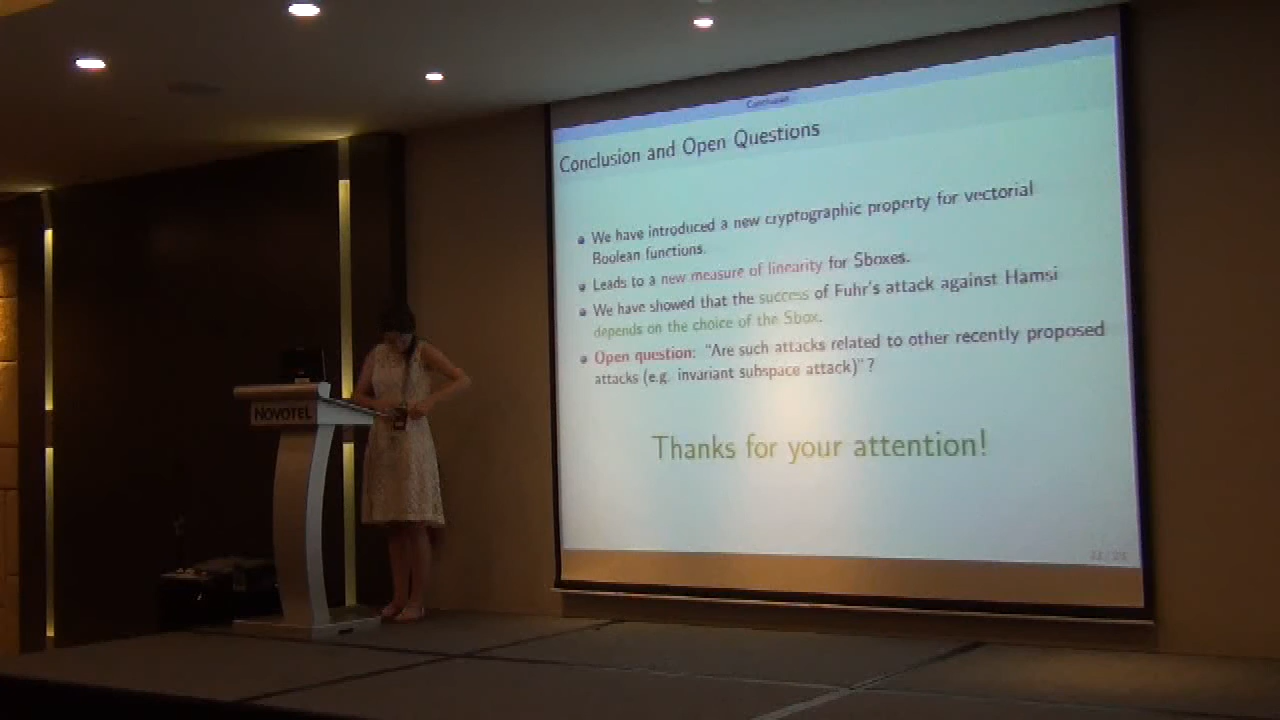 Conclusion
Conclusion and Open Questions
We have introduced a new cryptographic property for vectorial
Boolean functions.
Leads to a new measure of linearity for Sboxes.
We have showed that the success of Fuhr's attack against Hamsi
depends on the choice of the Sbox.
Open question: "Are such attacks related to other recently proposed
attacks (e.g. invariant subspace attack)"?
Thanks for your attention!
NOVOTEL